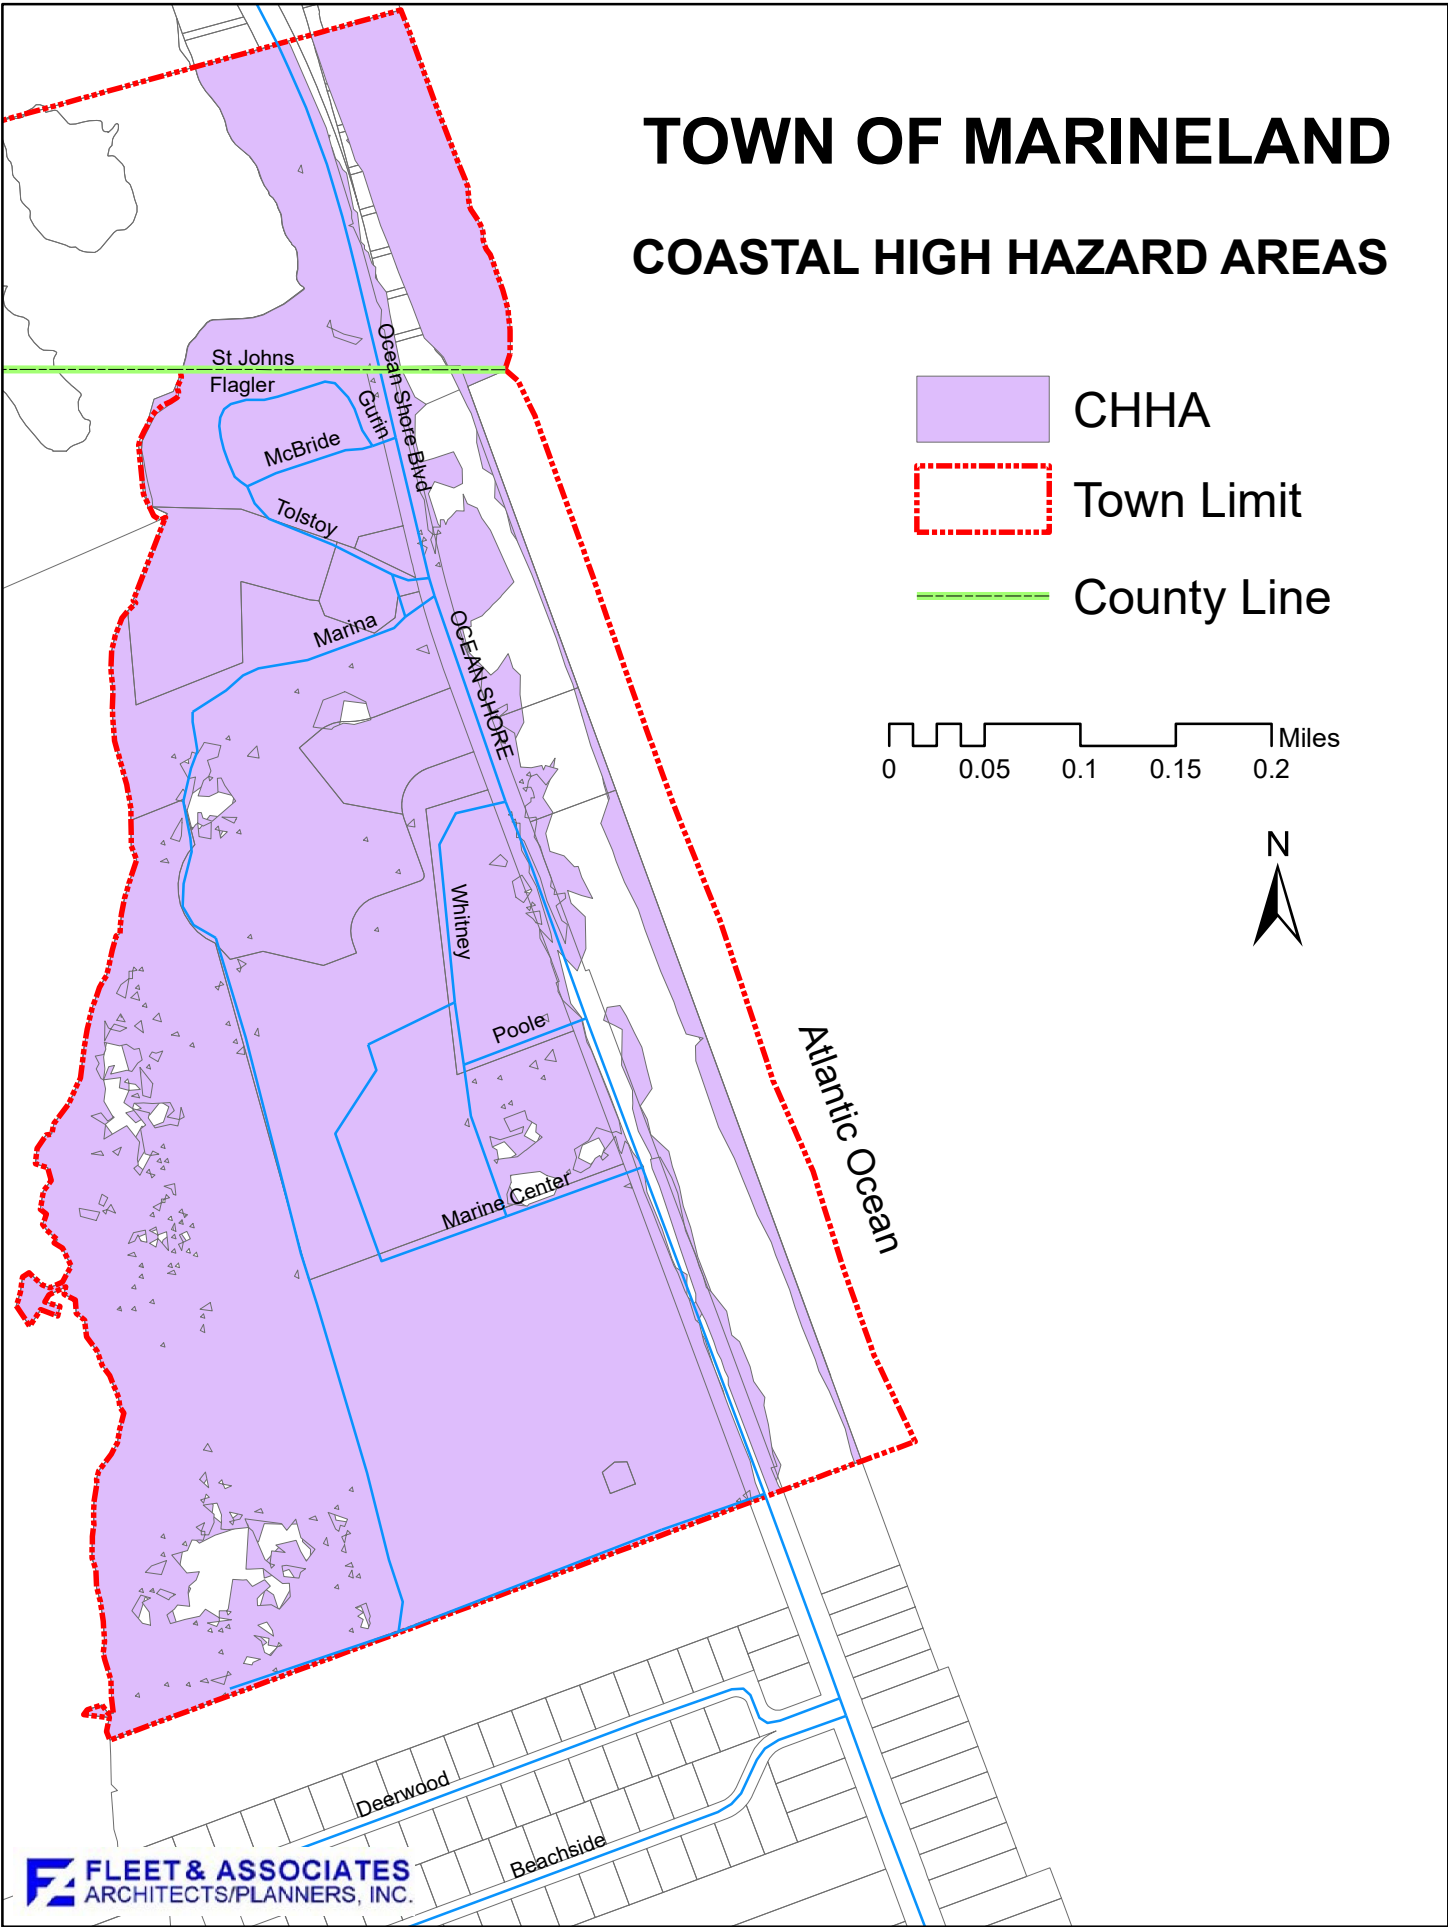 TOWN OF MARINELAND
COASTAL HIGH HAZARD AREAS
St Johns
Flagler
Ocean Shore Blvd
Gurin
McBride
Tolstoy
Marina
OCEAN SHORE
Whitney
Poole
Marine Center
Atlantic Ocean
CHHA
Town Limit
County Line
Miles
0 0.05 0.1 0.15 0.2
N
Deerwood
Beachside
FLEET & ASSOCIATES
ARCHITECTS/PLANNERS, INC.